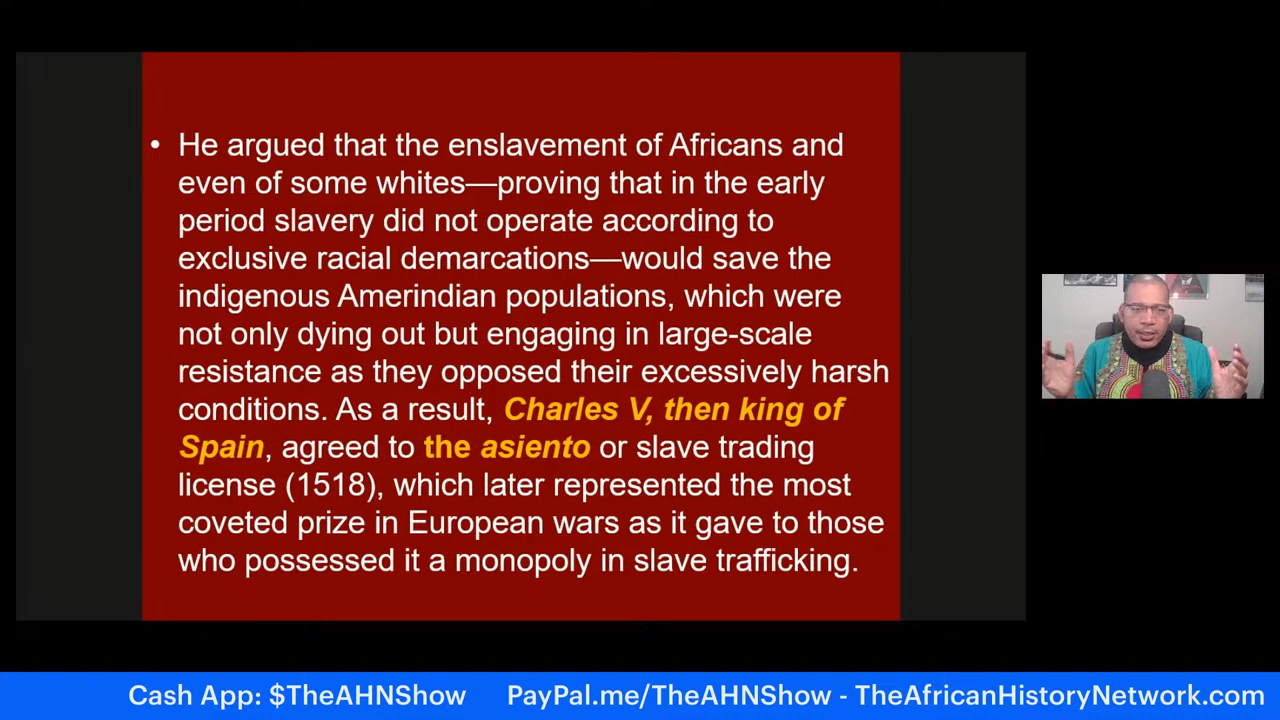 • He argued that the enslavement of Africans and
even of some whites—proving that in the early
period slavery did not operate according to
exclusive racial demarcations—would save the
indigenous Amerindian populations, which were
not only dying out but engaging in large-scale
resistance as they opposed their excessively harsh
conditions. As a result, Charles V, then king of
Spain, agreed to the asiento or slave trading
license (1518), which later represented the most
coveted prize in European wars as it gave to those
who possessed it a monopoly in slave trafficking.
Cash App: $TheAHNShow PayPal.me/TheAHNShow - TheAfricanHistoryNetwork.com